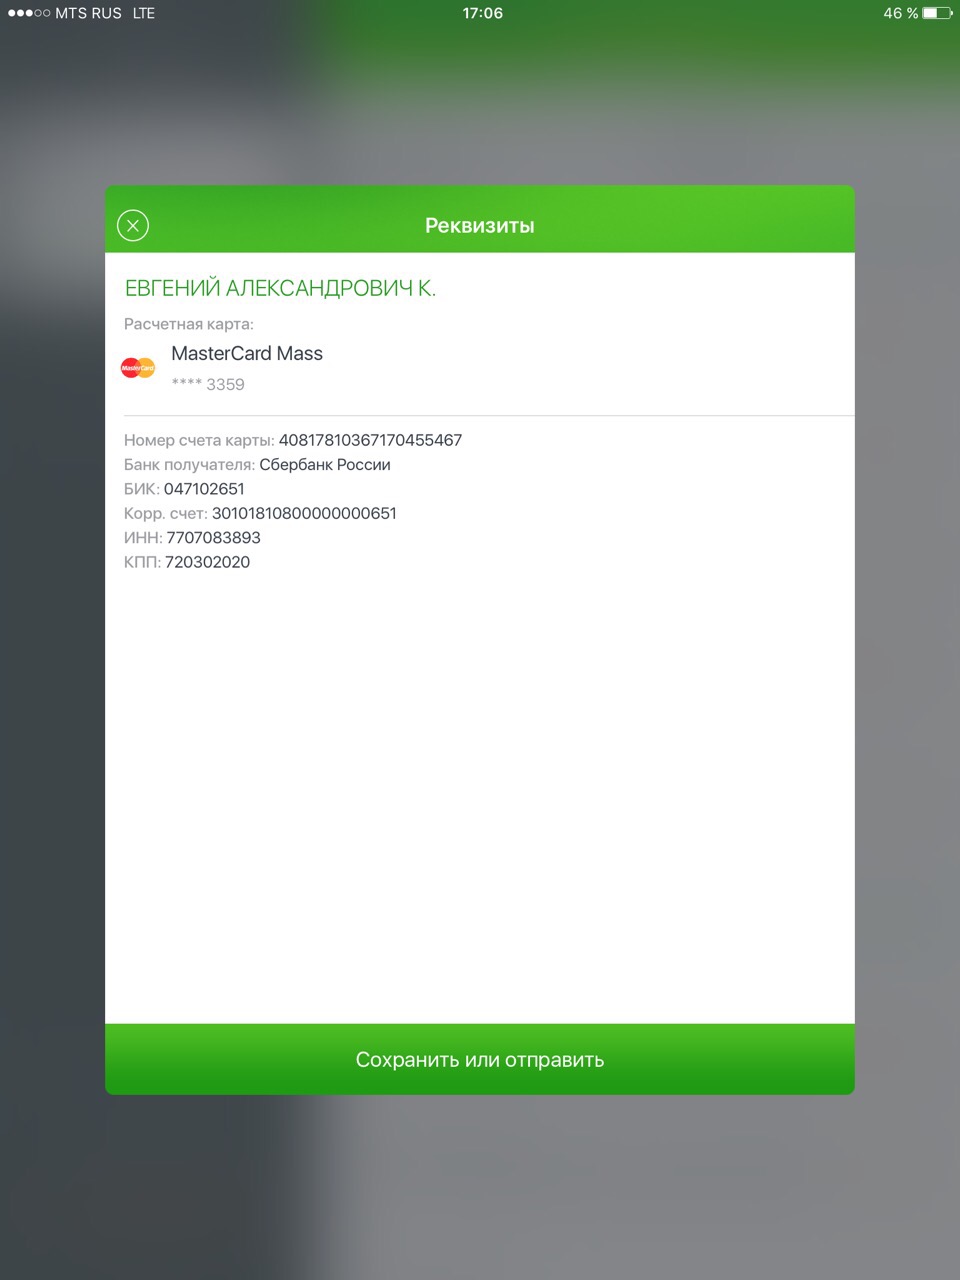 ●●●○○ MTS RUS LTE 17:06 46 %
Реквизиты
ЕВГЕНИЙ АЛЕКСАНДРОВИЧ К.
Расчетная карта:
MasterCard Mass
MasterCard
**** 3359
Номер счета карты: 40817810367170455467
Банк получателя: Сбербанк России
БИК: 047102651
Корр. счет: 30101810800000000651
ИНН: 7707083893
КПП: 720302020
Сохранить или отправить